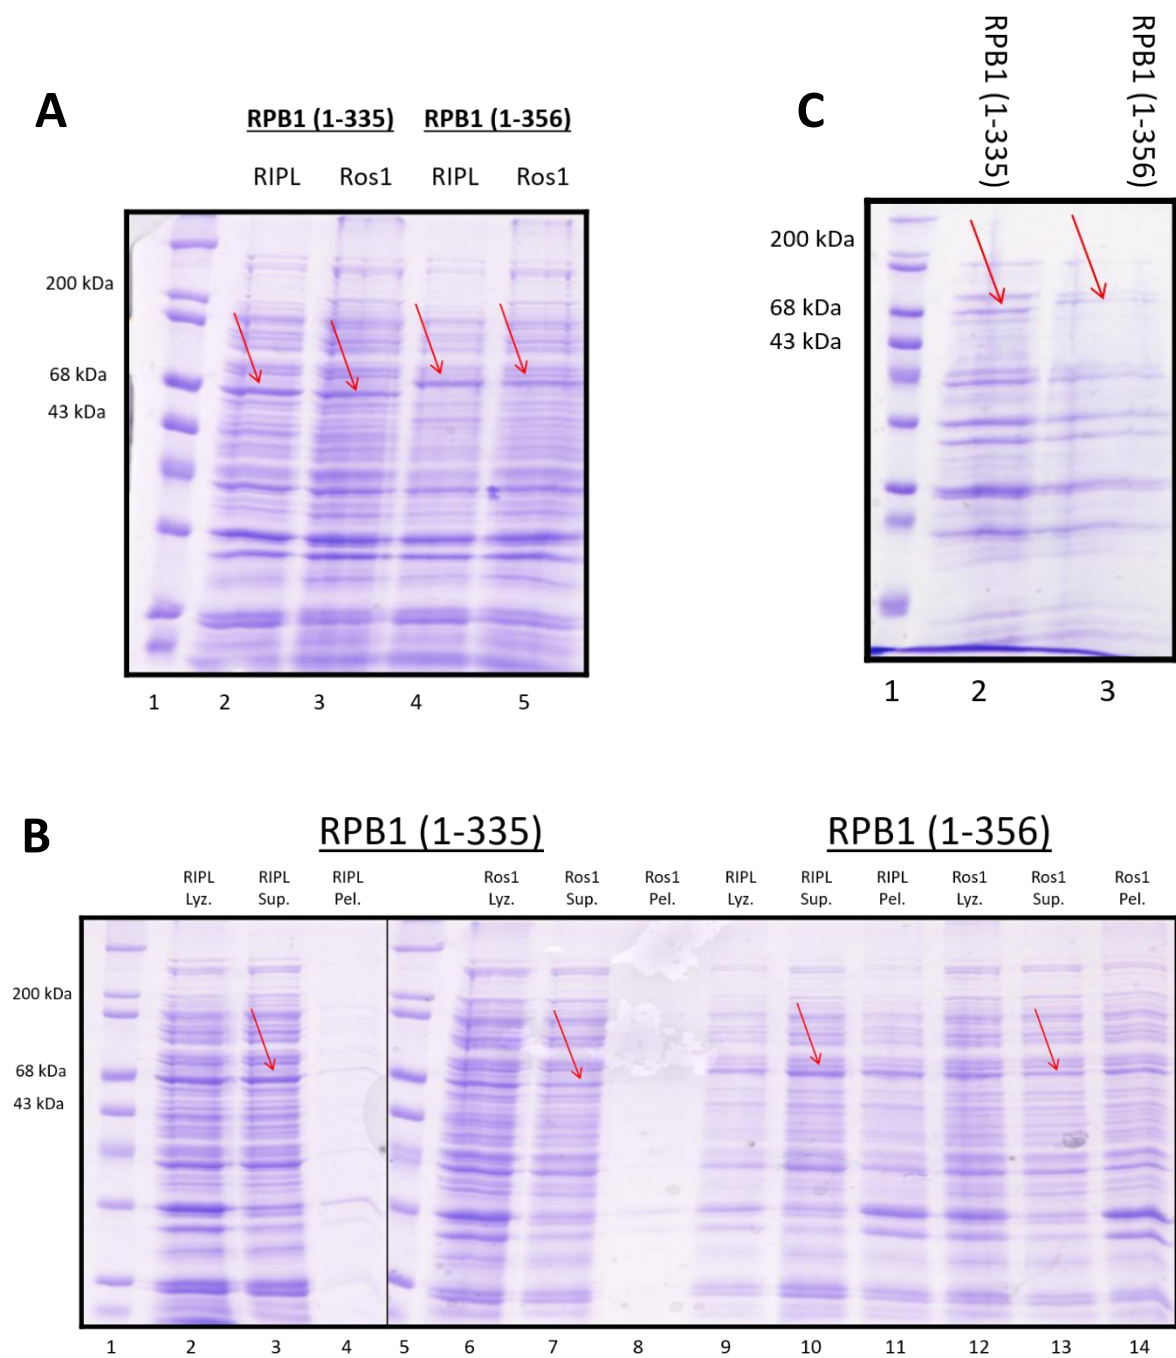 A
RPB1 (1-335) RPB1 (1-356)
RIPL Ros1 RIPL Ros1
200 kDa
68 kDa
43 kDa
1 2 3 4 5
C
RPB1 (1-335)
RPB1 (1-356)
200 kDa
68 kDa
43 kDa
1 2 3
B
RPB1 (1-335) RPB1 (1-356)
RIPL RIPL RIPL Ros1 Ros1 Ros1 RIPL RIPL RIPL Ros1 Ros1 Ros1
Lyz. Sup. Pel. Lyz. Sup. Pel. Lyz. Sup. Pel. Lyz. Sup. Pel.
200 kDa
68 kDa
43 kDa
1 2 3 4 5 6 7 8 9 10 11 12 13 14